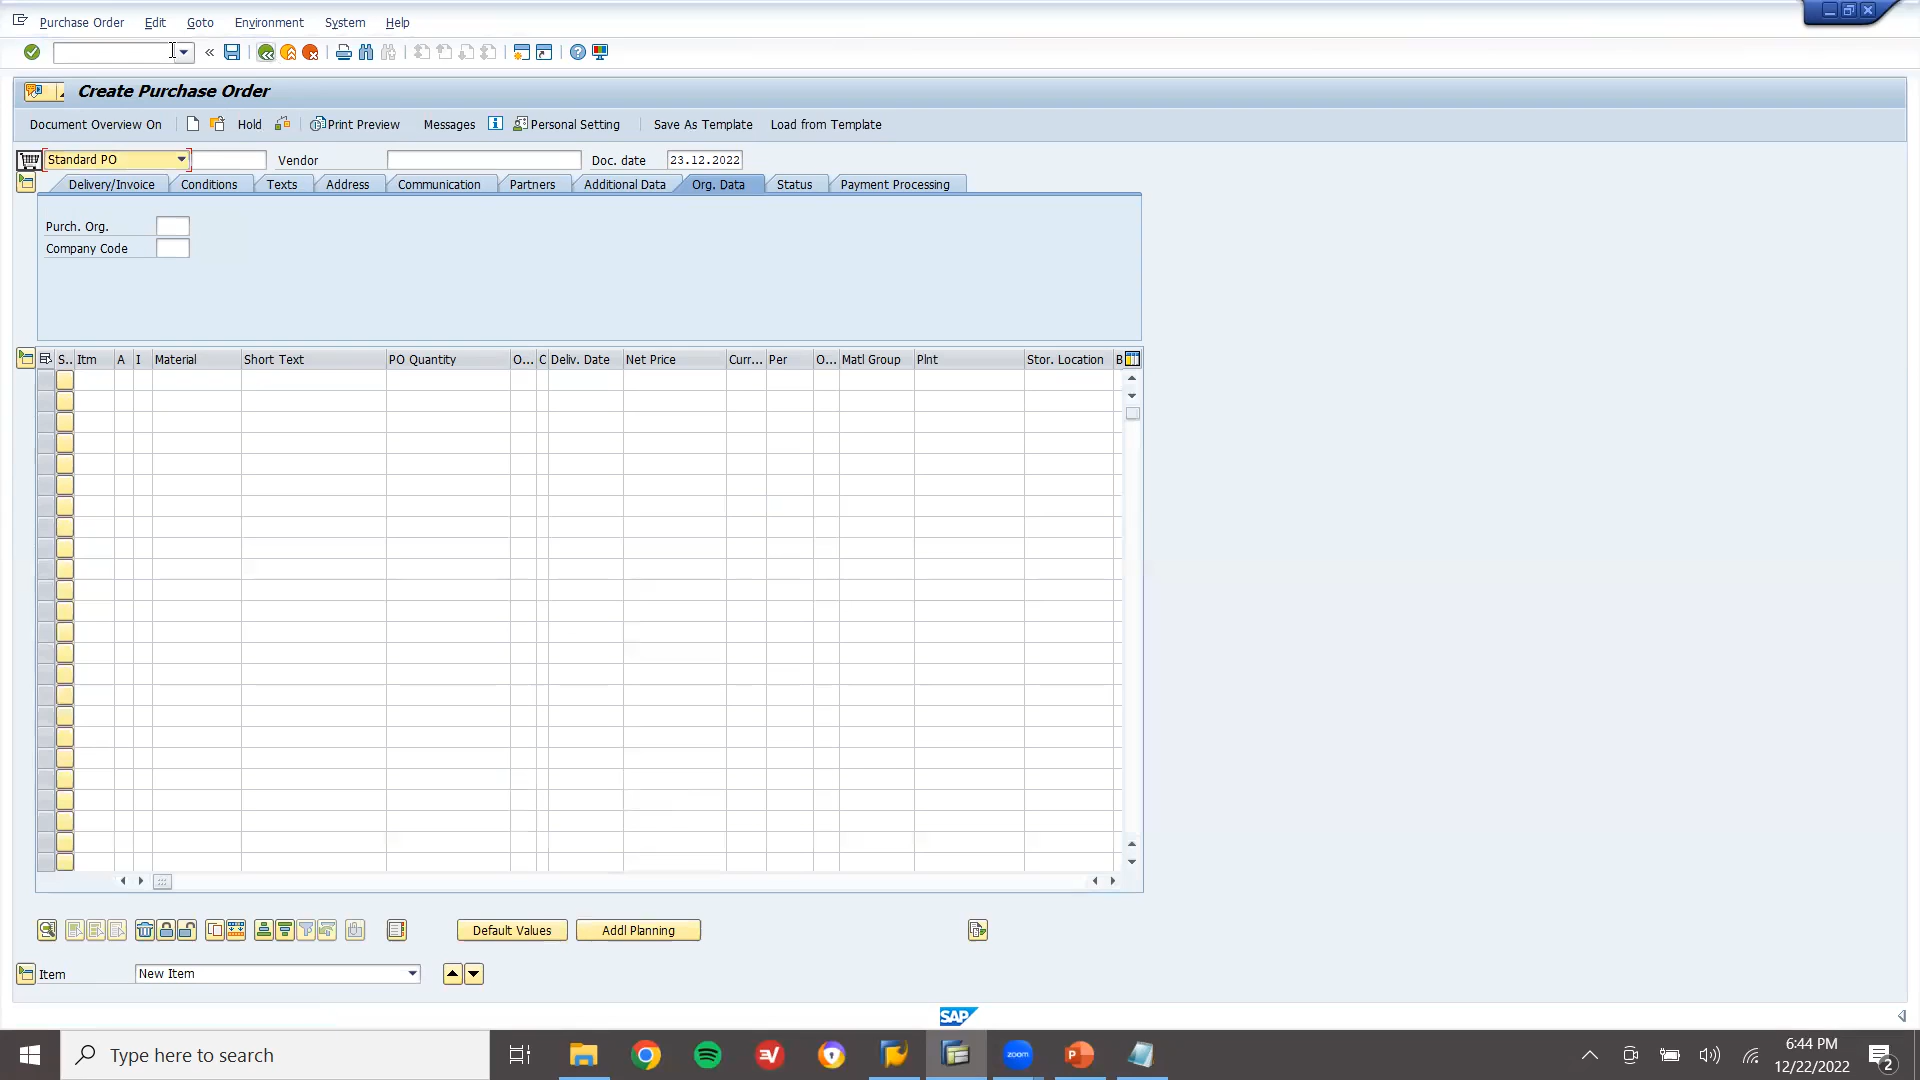 Purchase Order Edit Goto Environment System Help
Create Purchase Order
Document Overview On Hold Print Preview Messages Personal Setting Save As Template Load from Template
Standard PO Vendor Doc. date 23.12.2022
Delivery/Invoice Conditions Texts Address Communication Partners Additional Data Org. Data Status Payment Processing
Purch. Org.
Company Code
S.. Itm A I Material Short Text PO Quantity O... C Deliv. Date Net Price Curr... Per O... Matl Group Plnt Stor. Location B
Default Values Addl Planning
Item New Item
SAP
Type here to search zoom 6:44 PM
12/22/2022 2